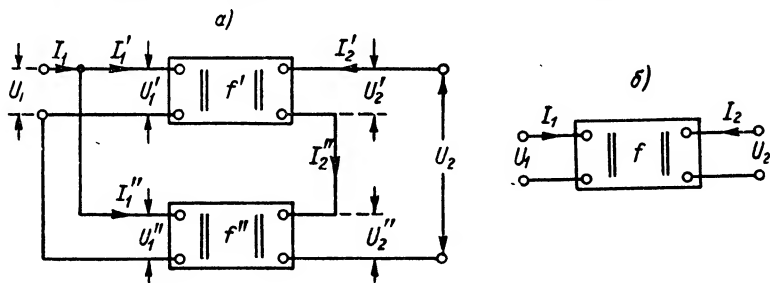 а)
I₁ I₁' I₂'
U₁ U₁' || f' || U₂'
I₂'' U₂
I₁''
U₁'' || f'' || U₂''
б)
I₁ I₂
U₁ || f || U₂